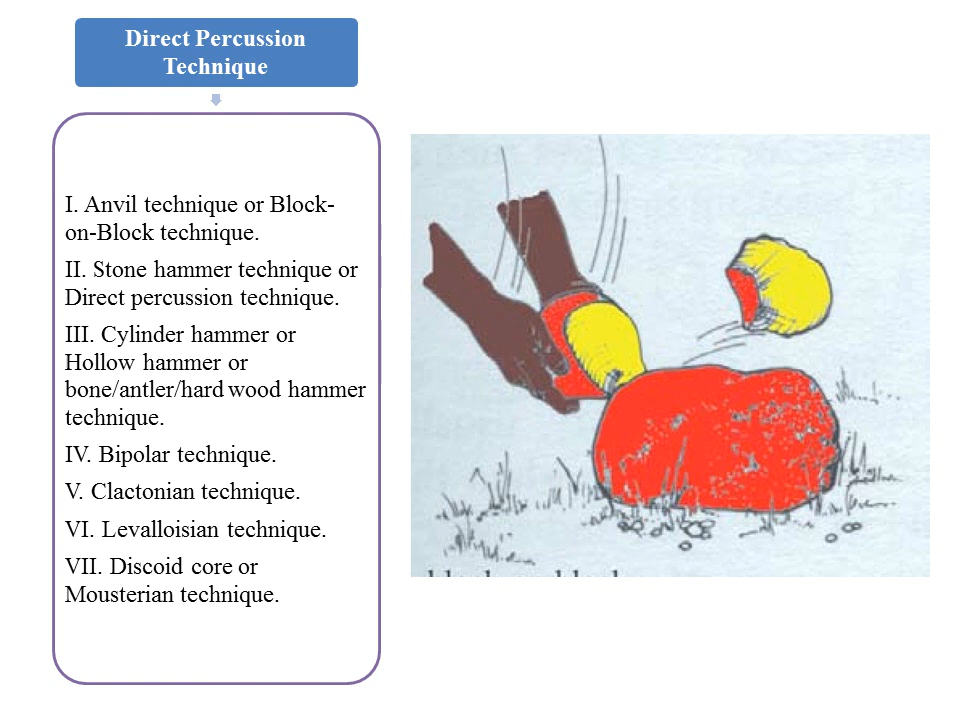 Direct Percussion
Technique
I. Anvil technique or Block-
on-Block technique.
II. Stone hammer technique or
Direct percussion technique.
III. Cylinder hammer or
Hollow hammer or
bone/antler/hard wood hammer
technique.
IV. Bipolar technique.
V. Clactonian technique.
VI. Levalloisian technique.
VII. Discoid core or
Mousterian technique.